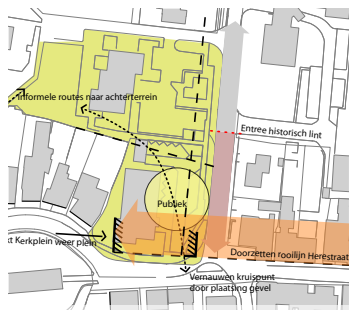 Informele routes naar achterterrein
Entree historisch lint
Publiek
kt Kerkplein weer plein
Doorzetten rooilijn Herestraat
Vernauwen kruispunt
door plaatsing gevel